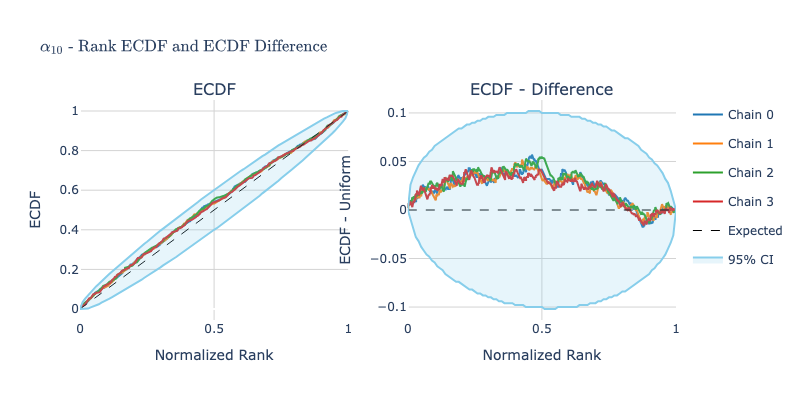 α₁₀ - Rank ECDF and ECDF Difference
ECDF
ECDF - Difference
ECDF
1
0.8
0.6
0.4
0.2
0
0
0.5
1
Normalized Rank
ECDF - Uniform
0.1
0.05
0
−0.05
−0.1
0
0.5
1
Normalized Rank
Chain 0
Chain 1
Chain 2
Chain 3
Expected
95% CI